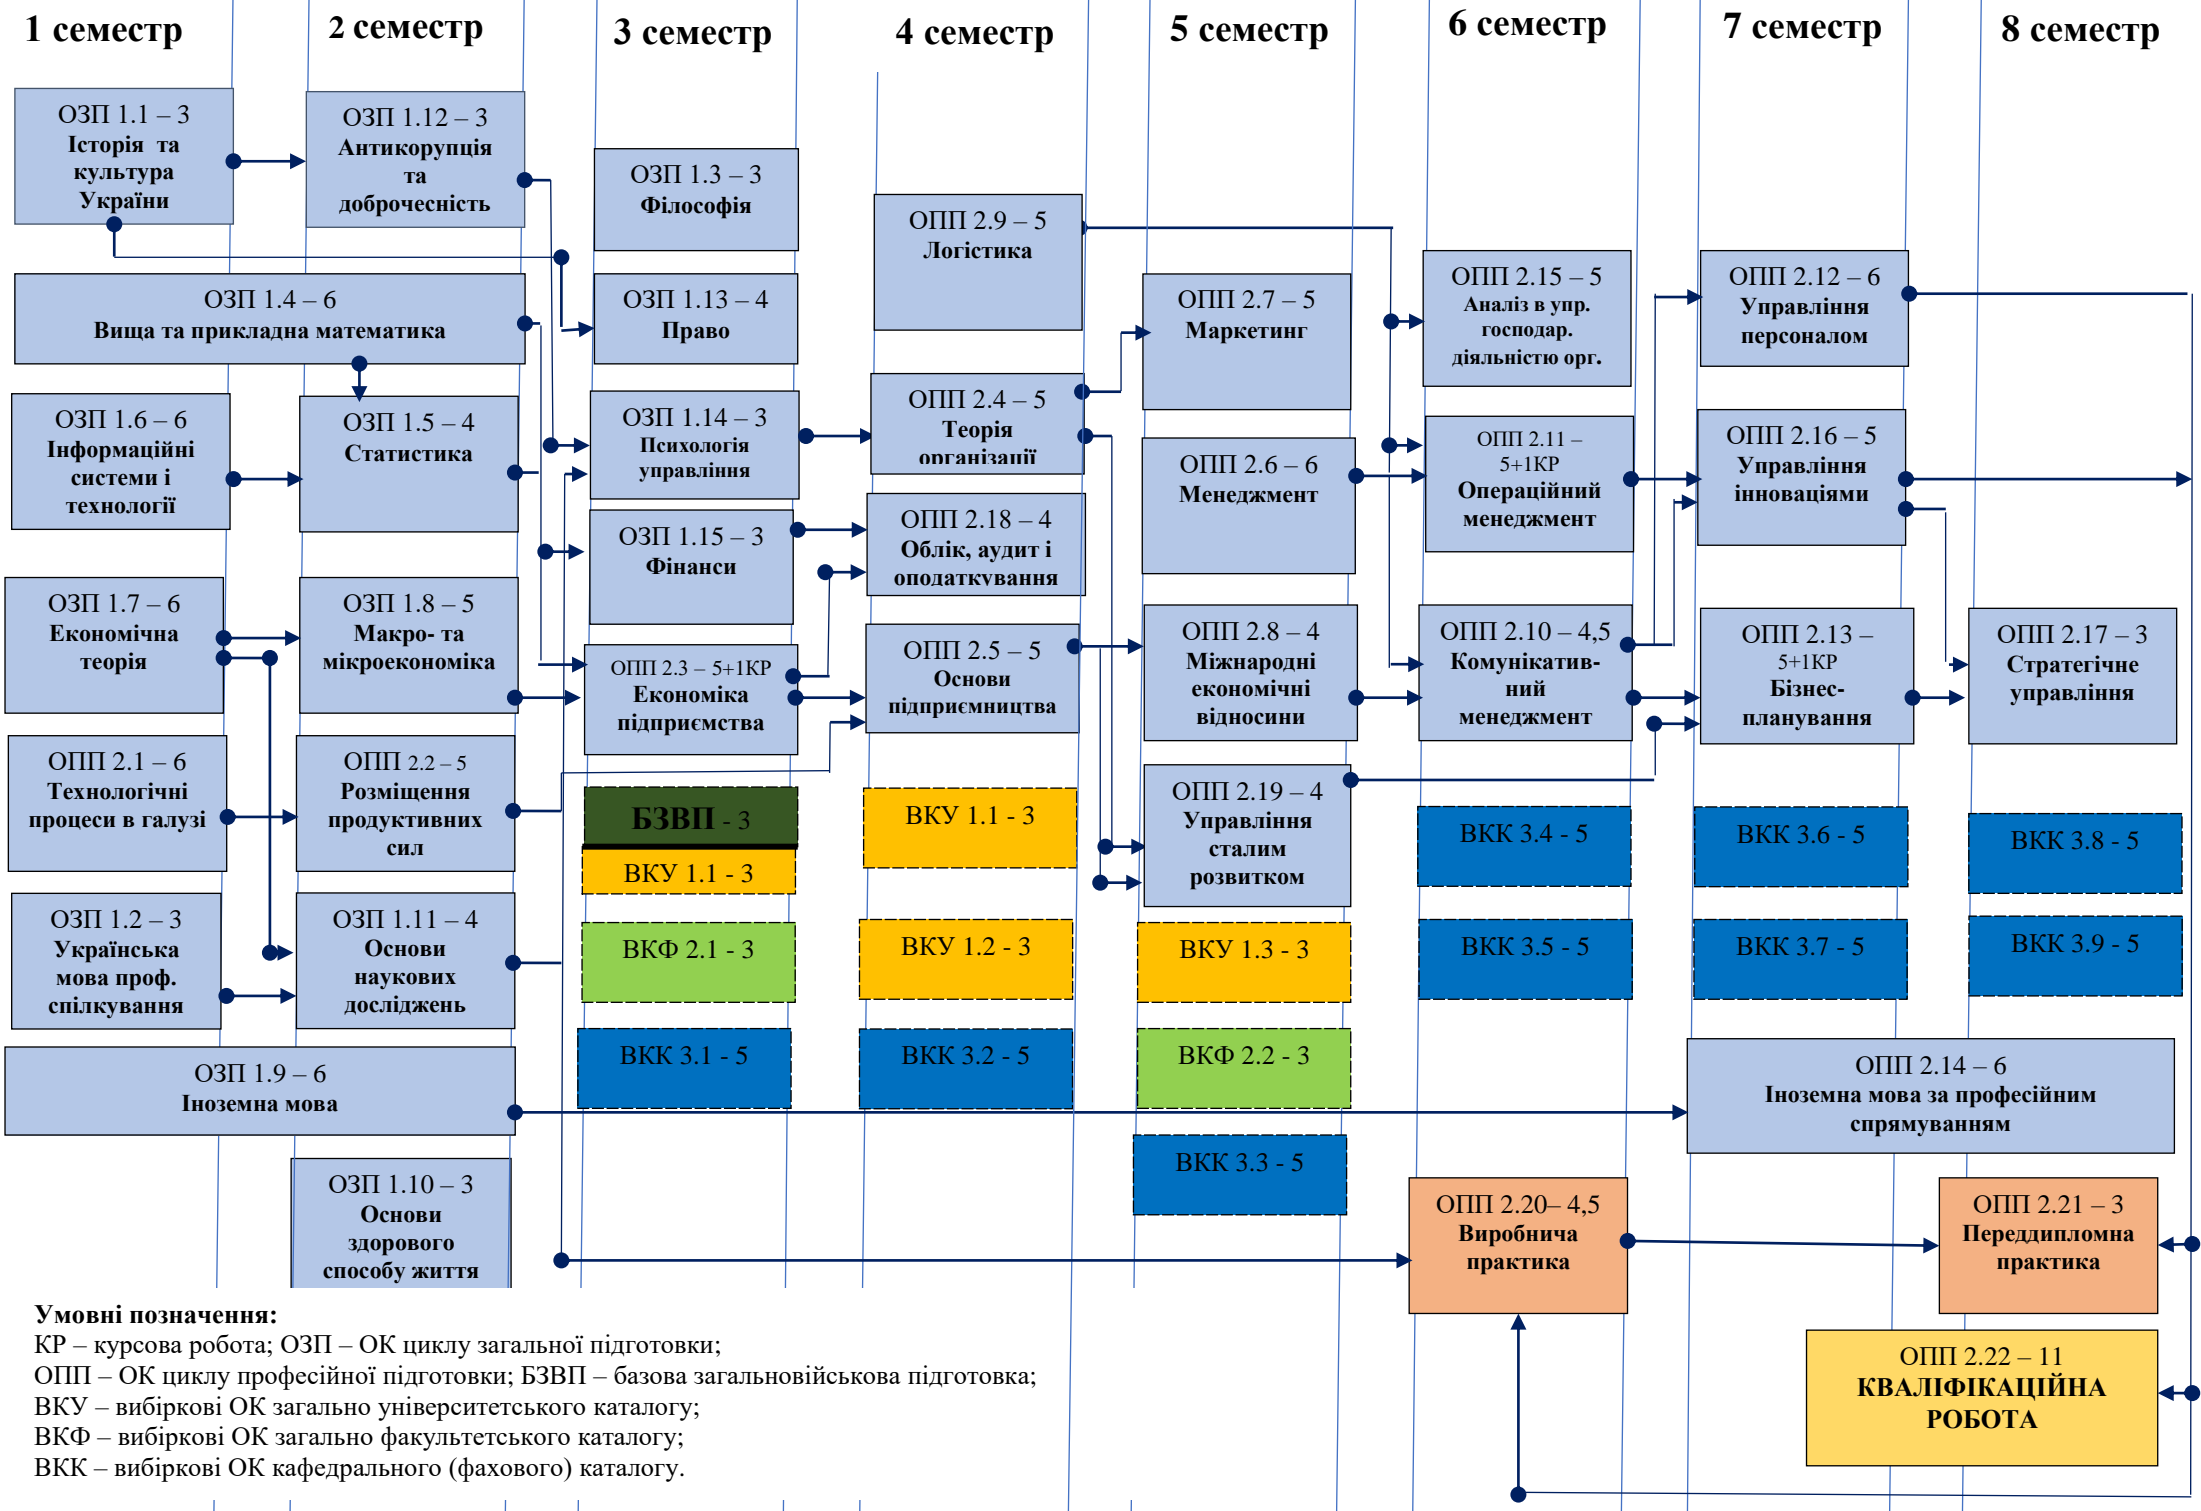 1 семестр
2 семестр
3 семестр
4 семестр
5 семестр
6 семестр
7 семестр
8 семестр
ОЗП 1.1 – 3
Історія та
культура
України
ОЗП 1.4 – 6
Вища та прикладна математика
ОЗП 1.6 – 6
Інформаційні
системи і
технології
ОЗП 1.7 – 6
Економічна
теорія
ОПП 2.1 – 6
Технологічні
процеси в галузі
ОЗП 1.2 – 3
Українська
мова проф.
спілкування
ОЗП 1.9 – 6
Іноземна мова
ОЗП 1.12 – 3
Антикорупція
та
доброчесність
ОЗП 1.5 – 4
Статистика
ОЗП 1.8 – 5
Макро- та
мікроекономіка
ОПП 2.2 – 5
Розміщення
продуктивних
сил
ОЗП 1.11 – 4
Основи
наукових
досліджень
ОЗП 1.10 – 3
Основи
здорового
способу життя
ОЗП 1.3 – 3
Філософія
ОЗП 1.13 – 4
Право
ОЗП 1.14 – 3
Психологія
управління
ОЗП 1.15 – 3
Фінанси
ОПП 2.3 – 5+1КР
Економіка
підприємства
БЗВП - 3
ВКУ 1.1 - 3
ВКФ 2.1 - 3
ВКК 3.1 - 5
ОПП 2.9 – 5
Логістика
ОПП 2.4 – 5
Теорія
організації
ОПП 2.18 – 4
Облік, аудит і
оподаткування
ОПП 2.5 – 5
Основи
підприємництва
ВКУ 1.1 - 3
ВКУ 1.2 - 3
ВКК 3.2 - 5
ОПП 2.7 – 5
Маркетинг
ОПП 2.6 – 6
Менеджмент
ОПП 2.8 – 4
Міжнародні
економічні
відносини
ОПП 2.19 – 4
Управління
сталим
розвитком
ВКУ 1.3 - 3
ВКФ 2.2 - 3
ВКК 3.3 - 5
ОПП 2.15 – 5
Аналіз в упр.
господар.
діяльністю орг.
ОПП 2.11 –
5+1КР
Операційний
менеджмент
ОПП 2.10 – 4,5
Комунікатив-
ний
менеджмент
ВКК 3.4 - 5
ВКК 3.5 - 5
ОПП 2.20– 4,5
Виробнича
практика
ОПП 2.12 – 6
Управління
персоналом
ОПП 2.16 – 5
Управління
інноваціями
ОПП 2.13 –
5+1КР
Бізнес-
планування
ВКК 3.6 - 5
ВКК 3.7 - 5
ОПП 2.14 – 6
Іноземна мова за професійним
спрямуванням
ОПП 2.17 – 3
Стратегічне
управління
ВКК 3.8 - 5
ВКК 3.9 - 5
ОПП 2.21 – 3
Переддипломна
практика
ОПП 2.22 – 11
КВАЛІФІКАЦІЙНА
РОБОТА
Умовні позначення:
КР – курсова робота; ОЗП – ОК циклу загальної підготовки;
ОПП – ОК циклу професійної підготовки; БЗВП – базова загальновійськова підготовка;
ВКУ – вибіркові ОК загально університетського каталогу;
ВКФ – вибіркові ОК загально факультетського каталогу;
ВКК – вибіркові ОК кафедрального (фахового) каталогу.